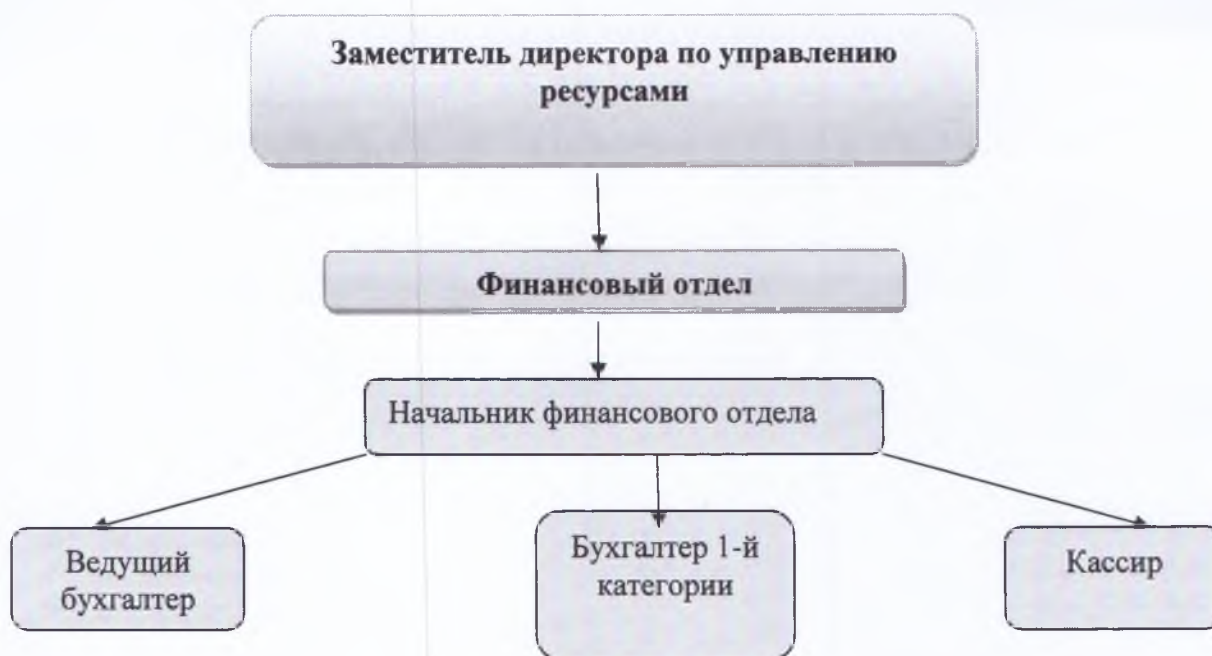 Заместитель директора по управлению
ресурсами
Финансовый отдел
Начальник финансового отдела
Ведущий
бухгалтер
Бухгалтер 1-й
категории
Кассир